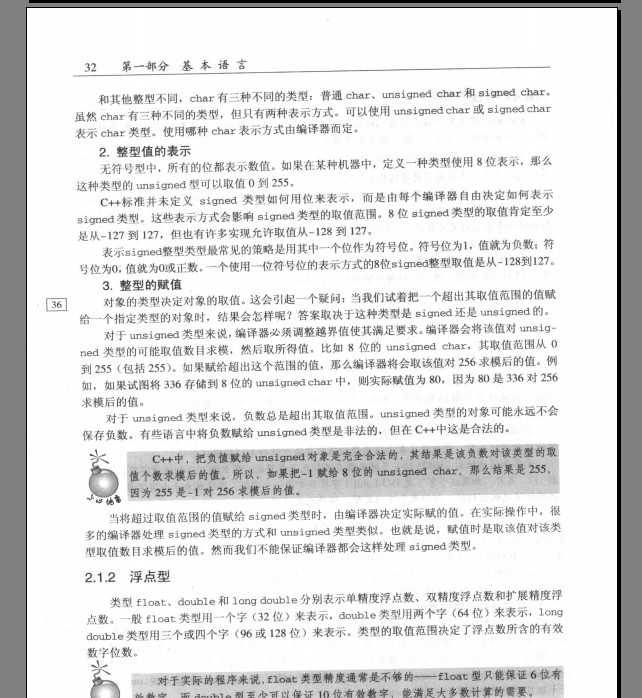 32 第一部分 基本语言
和其他整型不同，char 有三种不同的类型：普通 char、unsigned char 和 signed char。
虽然 char 有三种不同的类型，但只有两种表示方式。可以使用 unsigned char 或 signed char
表示 char 类型。使用哪种 char 表示方式由编译器而定。
2. 整型值的表示
无符号型中，所有的位都表示数值。如果在某种机器中，定义一种类型使用 8 位表示，那么
这种类型的 unsigned 型可以取值 0 到 255。
C++标准并未定义 signed 类型如何用位来表示，而是由每个编译器自由决定如何表示
signed 类型。这些表示方式会影响 signed 类型的取值范围。8 位 signed 类型的取值肯定至少
是从-127 到 127，但也有许多实现允许取值从-128 到 127。
表示signed整型类型最常见的策略是用其中一个位作为符号位。符号位为1，值就为负数；符
号位为0，值就为0或正数。一个使用一位符号位的表示方式的8位signed整型取值是从-128到127。
3. 整型的赋值
36
对象的类型决定对象的取值。这会引起一个疑问：当我们试着把一个超出其取值范围的值赋
给一个指定类型的对象时，结果会怎样呢？答案取决于这种类型是 signed 还是 unsigned 的。
对于 unsigned 类型来说，编译器必须调整越界值使其满足要求。编译器会将该值对 unsig-
ned 类型的可能取值数目求模，然后取所得值。比如 8 位的 unsigned char，其取值范围从 0
到 255（包括 255）。如果赋给超出这个范围的值，那么编译器将会取该值对 256 求模后的值。例
如，如果试图将 336 存储到 8 位的 unsigned char 中，则实际赋值为 80，因为 80 是 336 对 256
求模后的值。
对于 unsigned 类型来说，负数总是超出其取值范围。unsigned 类型的对象可能永远不会
保存负数。有些语言中将负数赋给 unsigned 类型是非法的，但在 C++中这是合法的。
C++中，把负值赋给 unsigned 对象是完全合法的，其结果是该负数对该类型的取
值个数求模后的值。所以，如果把-1 赋给 8 位的 unsigned char，那么结果是 255，
因为 255 是-1 对 256 求模后的值。
当将超过取值范围的值赋给 signed 类型时，由编译器决定实际赋的值。在实际操作中，很
多的编译器处理 signed 类型的方式和 unsigned 类型类似。也就是说，赋值时是取该值对该类
型取值数目求模后的值。然而我们不能保证编译器都会这样处理 signed 类型。
2.1.2 浮点型
类型 float、double 和 long double 分别表示单精度浮点数、双精度浮点数和扩展精度浮
点数。一般 float 类型用一个字（32 位）来表示，double 类型用两个字（64 位）来表示，long
double 类型用三个或四个字（96 或 128 位）来表示。类型的取值范围决定了浮点数所含的有效
数字位数。
对于实际的程序来说，float 类型精度通常是不够的——float 型只能保证 6 位有
效数字，而 double 型至少可以保证 10 位有效数字，能满足大多数计算的需要。